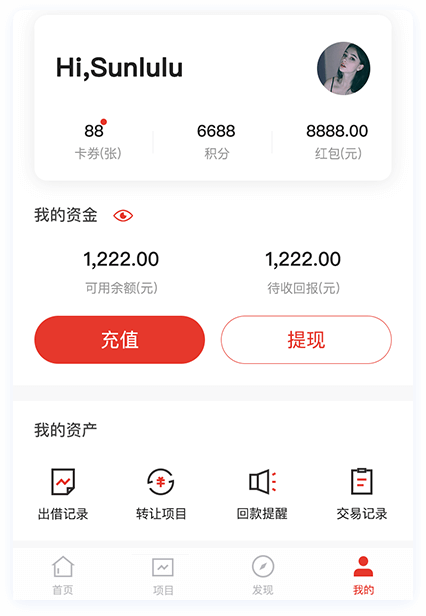 Hi,Sunlulu
88 6688 8888.00
卡券(张) 积分 红包(元)
我的资金
1,222.00 1,222.00
可用余额(元) 待收回报(元)
充值 提现
我的资产
出借记录 转让项目 回款提醒 交易记录
首页 项目 发现 我的